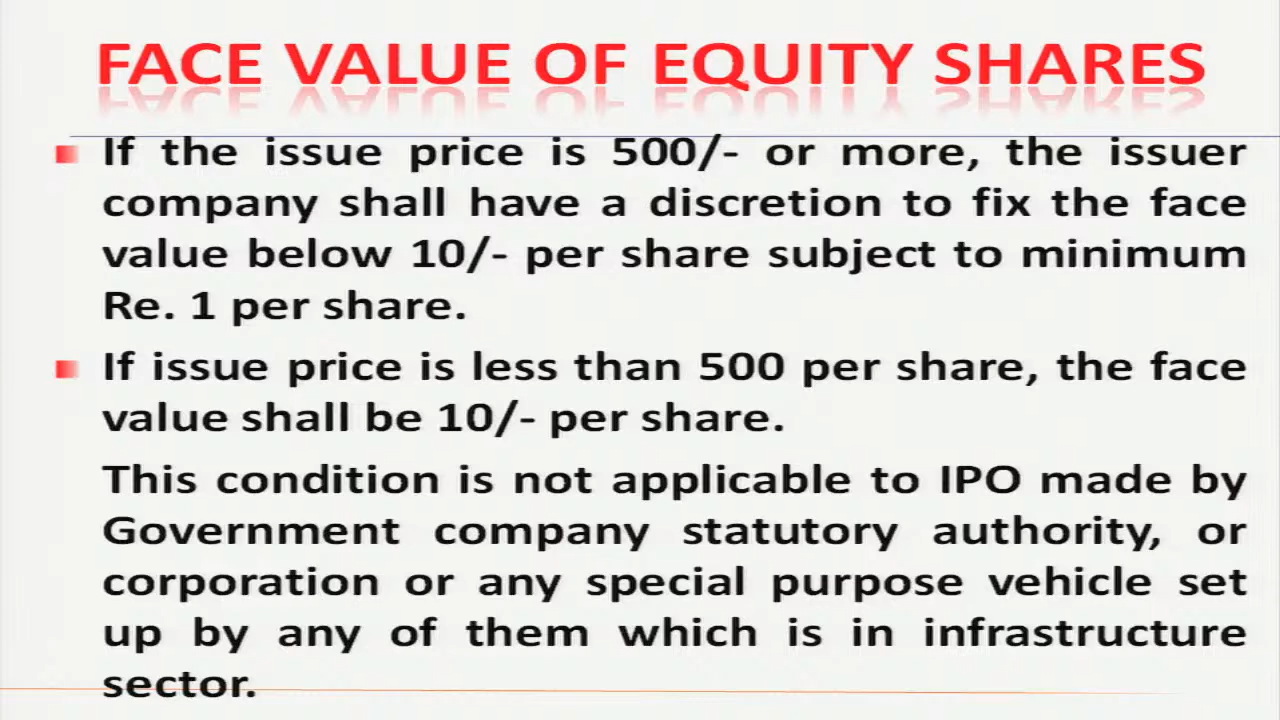 FACE VALUE OF EQUITY SHARES
If the issue price is 500/- or more, the issuer
company shall have a discretion to fix the face
value below 10/- per share subject to minimum
Re. 1 per share.
If issue price is less than 500 per share, the face
value shall be 10/- per share.
This condition is not applicable to IPO made by
Government company statutory authority, or
corporation or any special purpose vehicle set
up by any of them which is in infrastructure
sector.